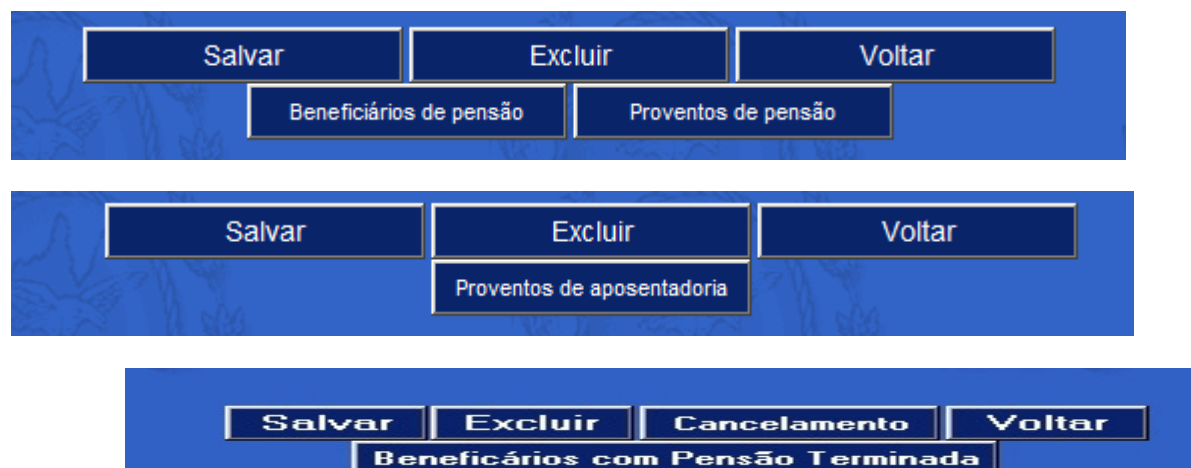 Salvar Excluir Voltar
Beneficiários de pensão Proventos de pensão
Salvar Excluir Voltar
Proventos de aposentadoria
Salvar Excluir Cancelamento Voltar
Beneficários com Pensão Terminada